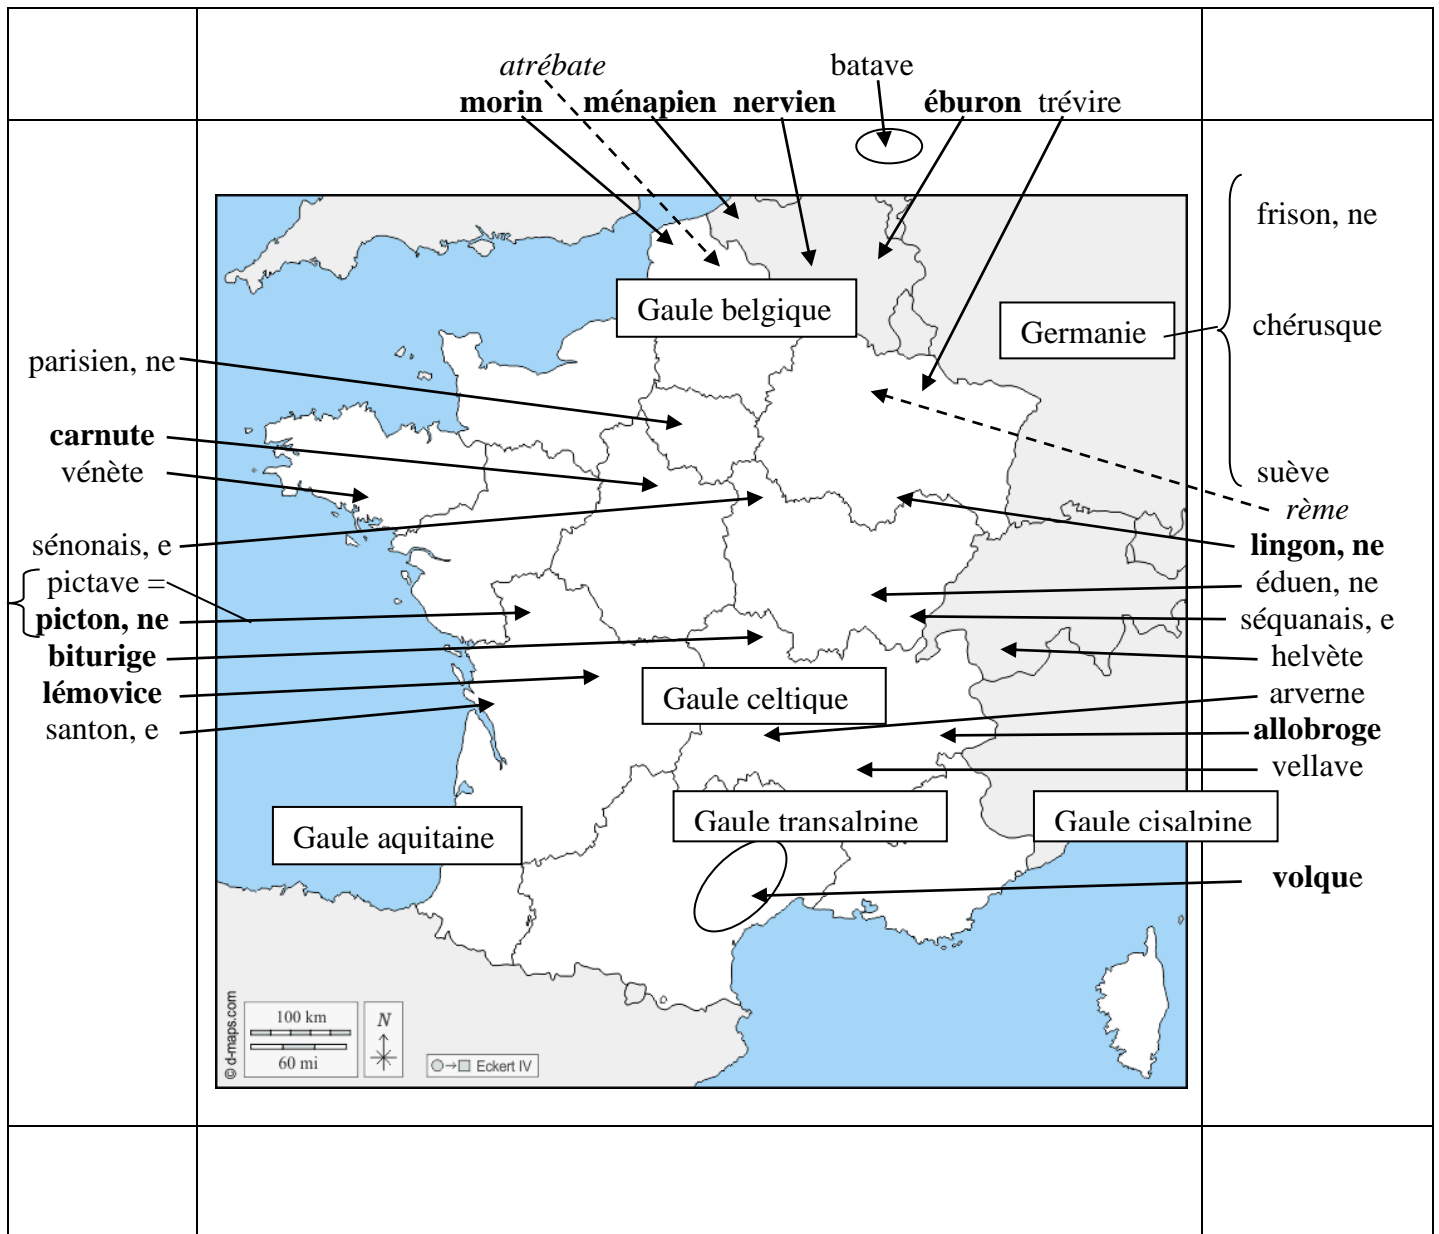 atrébate batave
morin ménapien nervien éburon trévire
frison, ne
Gaule belgique
Germanie
chérusque
parisien, ne
carnute
vénète
suève
rème
sénonais, e
lingon, ne
pictave =
éduen, ne
picton, ne
séquanais, e
biturige
helvète
lémovice
Gaule celtique
arverne
santon, e
allobroge
vellave
Gaule aquitaine
Gaule transalpine
Gaule cisalpine
volque
© d-maps.com
100 km
60 mi
N
Eckert IV